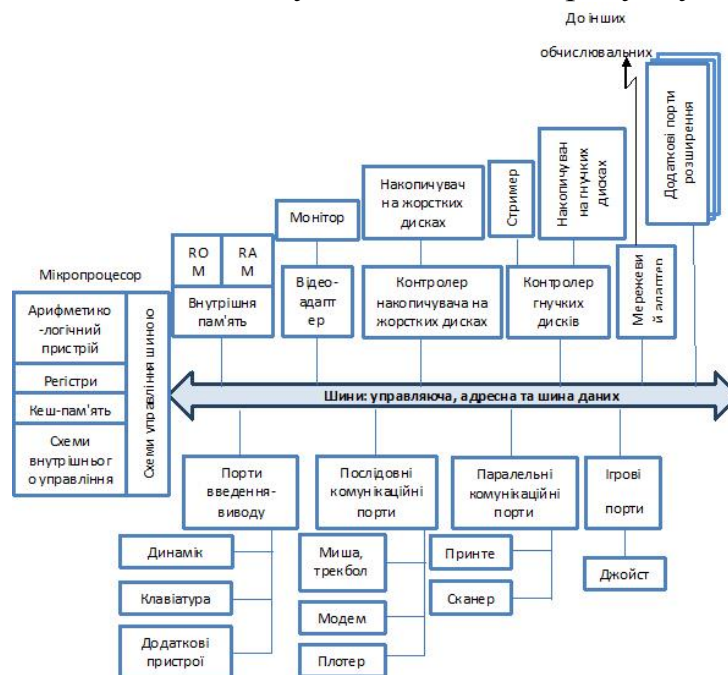 До інших
обчислювальних
Додаткові порти
розширення
Накопичувач
на жорстких
дисках
Стример
Накопичувач
на гнучких
дисках
Монітор
RO
M
RA
M
Внутрішня
пам'ять
Відео-
адапт
ер
Контролер
накопичувача на
жорстких дисках
Контролер
гнучких
дисків
Мережеви
й адаптер
Мікропроцесор
Арифметико
-логічний
пристрій
Регістри
Кеш-пам'ять
Схеми
внутрішньог
о управління
Схеми управління шиною
Шини: управляюча, адресна та шина даних
Порти
введення-
виводу
Послідовні
комунікаційні
порти
Паралельні
комунікаційні
порти
Ігрові
порти
Динамік
Клавіатура
Додаткові
пристрої
Миша,
трекбол
Модем
Плотер
Принте
Сканер
Джойст